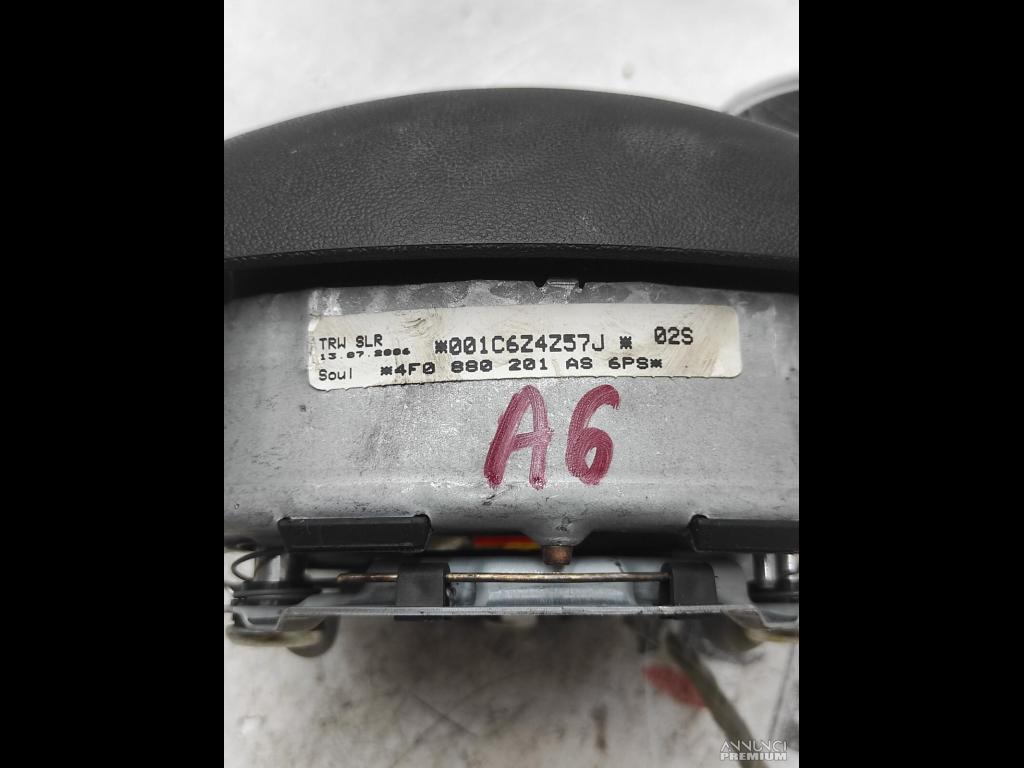 TRW SLR *001C6Z4Z57J * 02S
13.07.2006
Soul *4F0 880 201 AS 6PS*
A6
ANNUNCI
PREMIUM